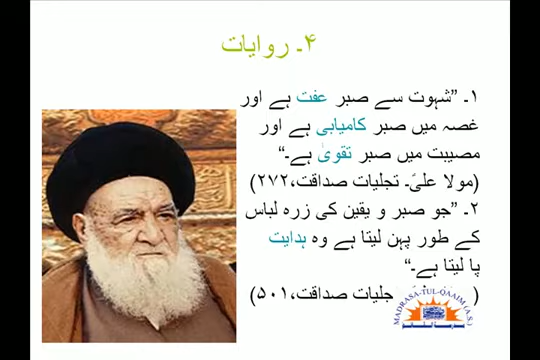 ۴۔ روایات
۱۔ ”شہوت سے صبر عفت ہے اور
غصہ میں صبر کامیابی ہے اور
مصیبت میں صبر تقویٰ ہے۔“
(مولا علیؑ۔ تجلیات صداقت،۲۷۲)
۲۔ ”جو صبر و یقین کی زرہ لباس
کے طور پہن لیتا ہے وہ ہدایت
پا لیتا ہے۔“
جلیات صداقت،۵۰۱)
MADRASA-TUL-QAAIM (A.S.)